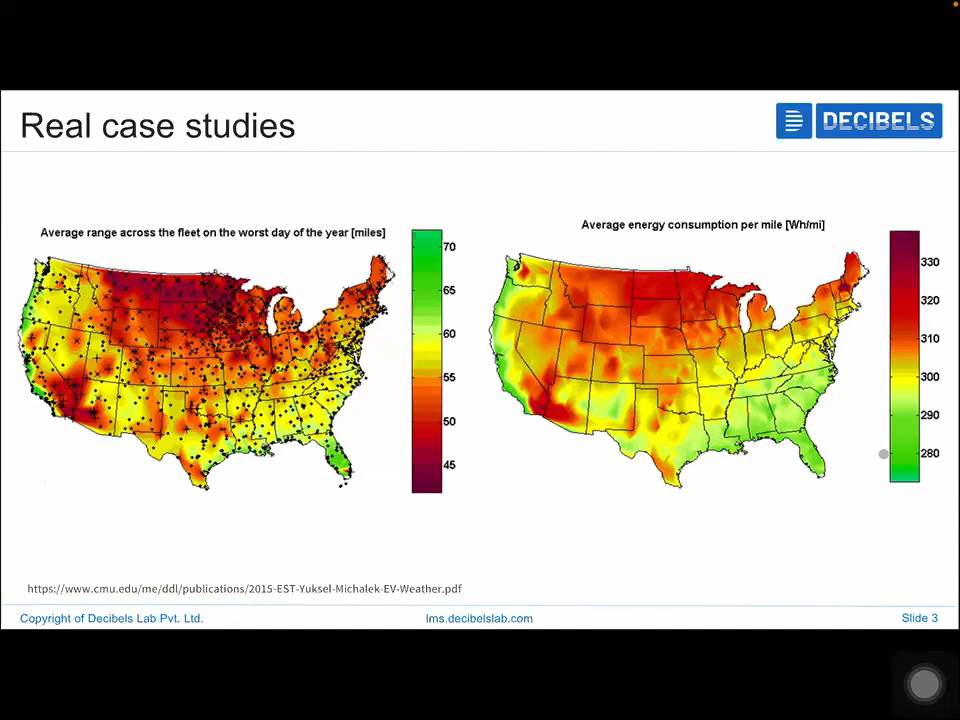 Real case studies
DECIBELS
Average range across the fleet on the worst day of the year [miles]
70
65
60
55
50
45
Average energy consumption per mile [Wh/mi]
330
320
310
300
290
280
https://www.cmu.edu/me/ddl/publications/2015-EST-Yuksel-Michalek-EV-Weather.pdf
Copyright of Decibels Lab Pvt. Ltd.
lms.decibelslab.com
Slide 3